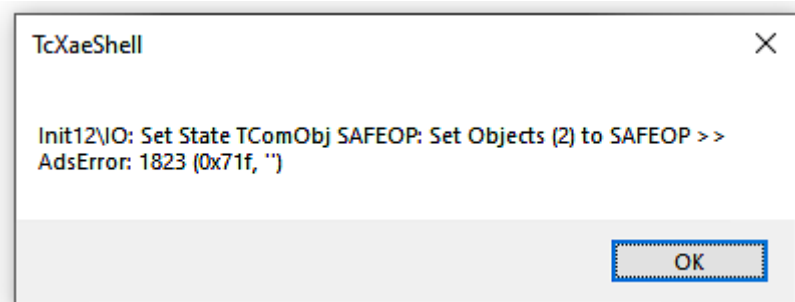 TcXaeShell
Init12\IO: Set State TComObj SAFEOP: Set Objects (2) to SAFEOP >>
AdsError: 1823 (0x71f, '')
OK